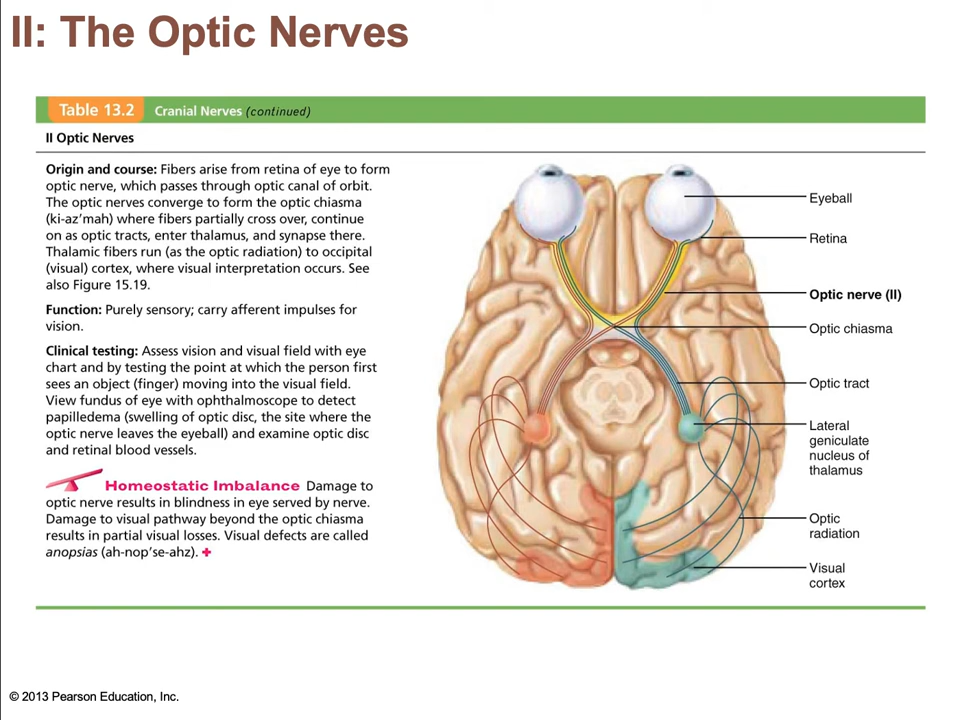 II: The Optic Nerves
Table 13.2 Cranial Nerves (continued)
II Optic Nerves
Origin and course: Fibers arise from retina of eye to form
optic nerve, which passes through optic canal of orbit.
The optic nerves converge to form the optic chiasma
(ki-az’mah) where fibers partially cross over, continue
on as optic tracts, enter thalamus, and synapse there.
Thalamic fibers run (as the optic radiation) to occipital
(visual) cortex, where visual interpretation occurs. See
also Figure 15.19.
Function: Purely sensory; carry afferent impulses for
vision.
Clinical testing: Assess vision and visual field with eye
chart and by testing the point at which the person first
sees an object (finger) moving into the visual field.
View fundus of eye with ophthalmoscope to detect
papilledema (swelling of optic disc, the site where the
optic nerve leaves the eyeball) and examine optic disc
and retinal blood vessels.
Homeostatic Imbalance Damage to
optic nerve results in blindness in eye served by nerve.
Damage to visual pathway beyond the optic chiasma
results in partial visual losses. Visual defects are called
anopsias (ah-nop’se-ahz).
Eyeball
Retina
Optic nerve (II)
Optic chiasma
Optic tract
Lateral
geniculate
nucleus of
thalamus
Optic
radiation
Visual
cortex
© 2013 Pearson Education, Inc.